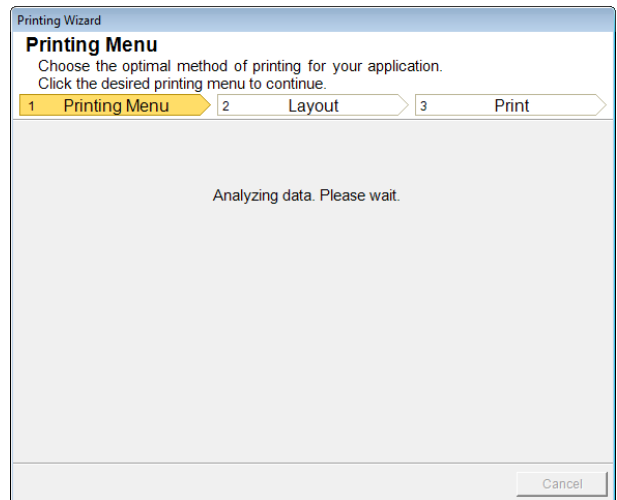 Printing Wizard
Printing Menu
Choose the optimal method of printing for your application.
Click the desired printing menu to continue.
1 Printing Menu 2 Layout 3 Print
Analyzing data. Please wait.
Cancel